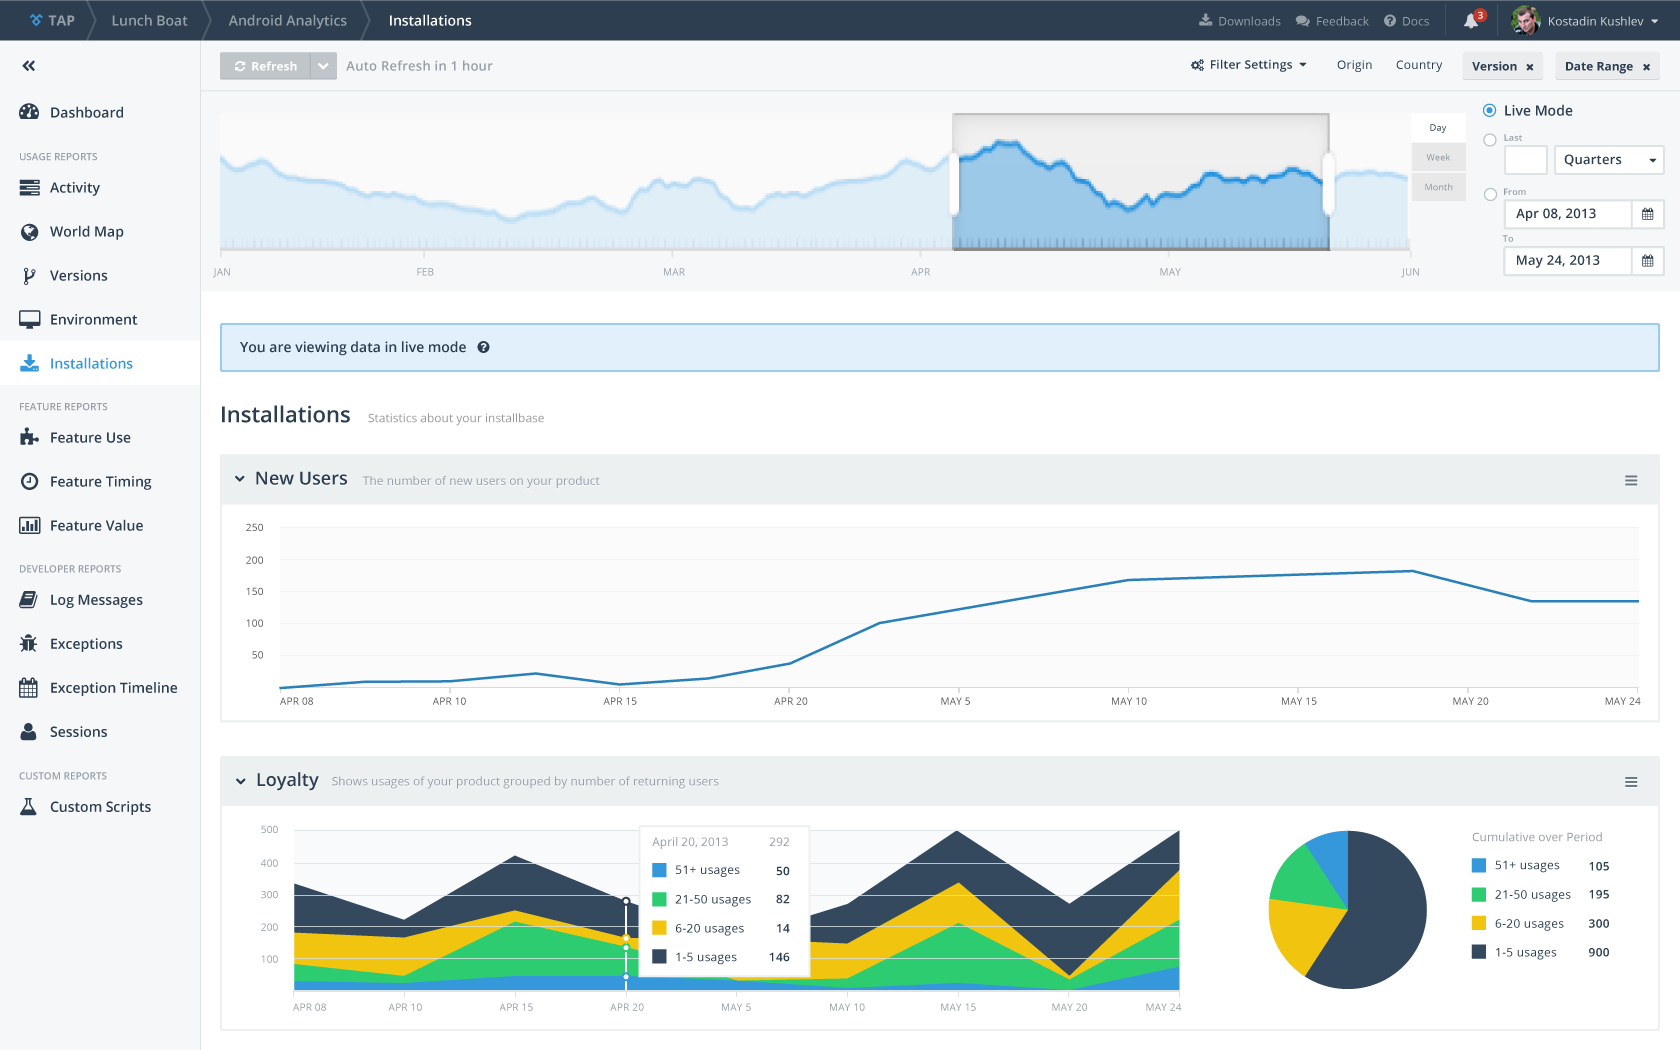 TAP Lunch Boat Android Analytics Installations Downloads Feedback Docs 3 Kostadin Kushlev
Refresh Auto Refresh in 1 hour Filter Settings Origin Country Version × Date Range ×
Dashboard
USAGE REPORTS
Activity
World Map
Versions
Environment
Installations
FEATURE REPORTS
Feature Use
Feature Timing
Feature Value
DEVELOPER REPORTS
Log Messages
Exceptions
Exception Timeline
Sessions
CUSTOM REPORTS
Custom Scripts
JAN FEB MAR APR MAY JUN
Day
Week
Month
Live Mode
Last
Quarters
From
Apr 08, 2013
To
May 24, 2013
You are viewing data in live mode
Installations Statistics about your installbase
New Users The number of new users on your product
250
200
150
100
50
APR 08 APR 10 APR 15 APR 20 MAY 5 MAY 10 MAY 15 MAY 20 MAY 24
Loyalty Shows usages of your product grouped by number of returning users
500
400
300
200
100
APR 08 APR 10 APR 15 APR 20 MAY 5 MAY 10 MAY 15 MAY 20 MAY 24
April 20, 2013 292
51+ usages 50
21-50 usages 82
6-20 usages 14
1-5 usages 146
Cumulative over Period
51+ usages 105
21-50 usages 195
6-20 usages 300
1-5 usages 900